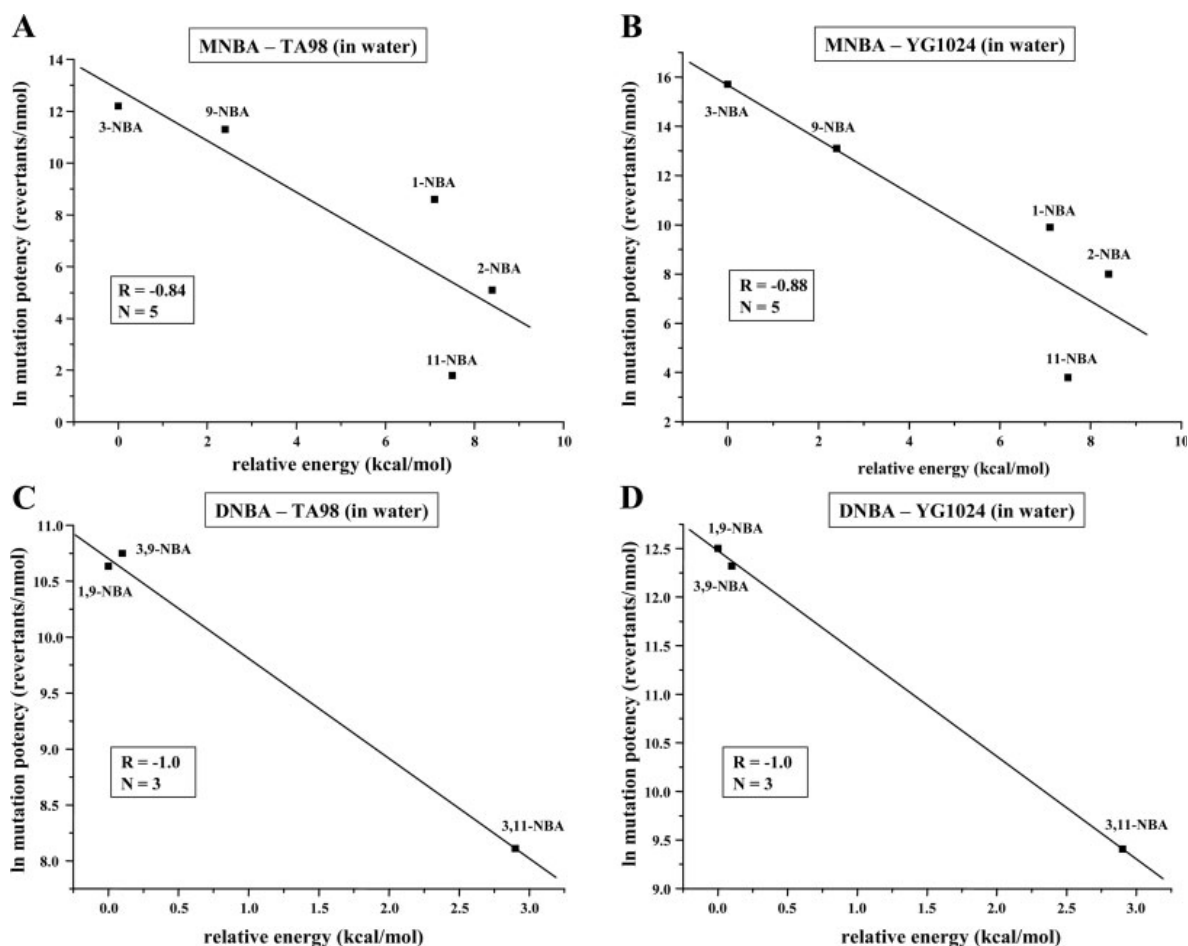 A
MNBA – TA98 (in water)
ln mutation potency (revertants/nmol)
14
12
10
8
6
4
2
0
3-NBA
9-NBA
1-NBA
2-NBA
11-NBA
R = -0.84
N = 5
0
2
4
6
8
10
relative energy (kcal/mol)
B
MNBA – YG1024 (in water)
ln mutation potency (revertants/nmol)
16
14
12
10
8
6
4
2
3-NBA
9-NBA
1-NBA
2-NBA
11-NBA
R = -0.88
N = 5
0
2
4
6
8
10
relative energy (kcal/mol)
C
DNBA – TA98 (in water)
ln mutation potency (revertants/nmol)
11.0
10.5
10.0
9.5
9.0
8.5
8.0
3,9-NBA
1,9-NBA
3,11-NBA
R = -1.0
N = 3
0.0
0.5
1.0
1.5
2.0
2.5
3.0
relative energy (kcal/mol)
D
DNBA – YG1024 (in water)
ln mutation potency (revertants/nmol)
12.5
12.0
11.5
11.0
10.5
10.0
9.5
9.0
1,9-NBA
3,9-NBA
3,11-NBA
R = -1.0
N = 3
0.0
0.5
1.0
1.5
2.0
2.5
3.0
relative energy (kcal/mol)